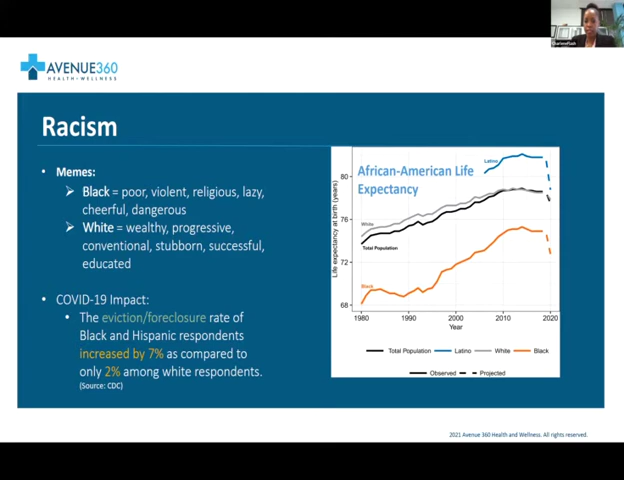 CharleneFlash
AVENUE360
HEALTH+WELLNESS
Racism
• Memes:
➢ Black = poor, violent, religious, lazy,
cheerful, dangerous
➢ White = wealthy, progressive,
conventional, stubborn, successful,
educated
• COVID-19 Impact:
• The eviction/foreclosure rate of
Black and Hispanic respondents
increased by 7% as compared to
only 2% among white respondents.
(Source: CDC)
African-American Life
Expectancy
Latino
White
Total Population
Black
Life expectancy at birth (years)
80
76
72
68
1980 1990 2000 2010 2020
Year
Total Population Latino White Black
Observed Projected
2021 Avenue 360 Health and Wellness. All rights reserved.